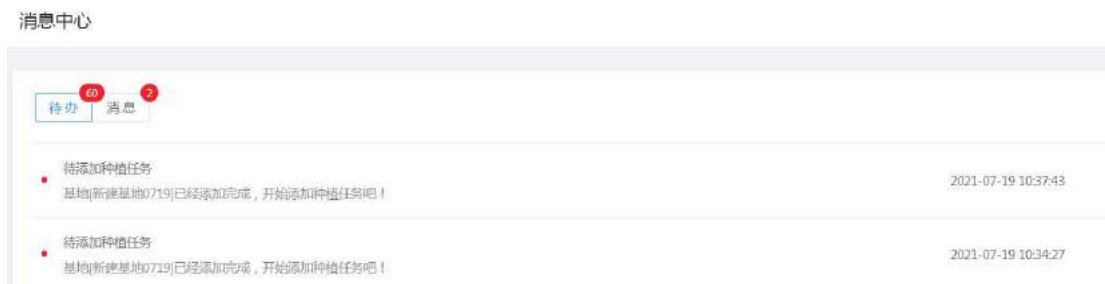 消息中心
待办 60 消息 2
待添加种植任务
基地[新建基地0719]已经添加完成，开始添加种植任务吧！
2021-07-19 10:37:43
待添加种植任务
基地[新建基地0719]已经添加完成，开始添加种植任务吧！
2021-07-19 10:34:27